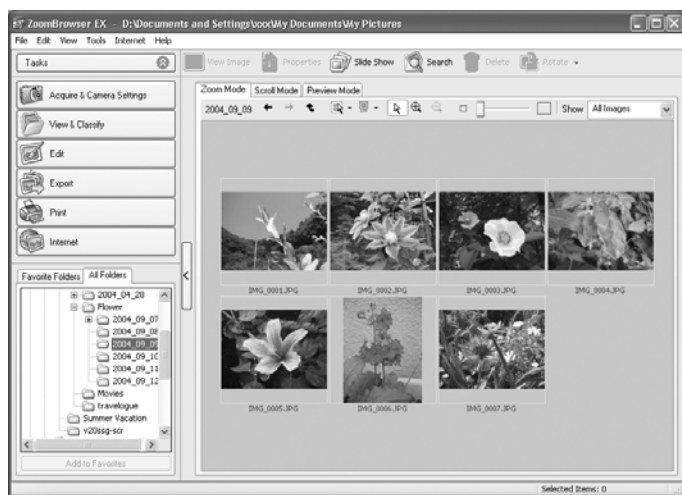 ZoomBrowser EX - D:\Documents and Settings\xxx\My Documents\My Pictures
File Edit View Tools Internet Help
Tasks
View Image Properties Slide Show Search Delete Rotate
Acquire & Camera Settings
View & Classify
Edit
Export
Print
Internet
Zoom Mode Scroll Mode Preview Mode
2004_09_09 Show All Images
IMG_0001.JPG IMG_0002.JPG IMG_0003.JPG IMG_0004.JPG
IMG_0005.JPG IMG_0006.JPG IMG_0007.JPG
Favorite Folders All Folders
2004_04_28
Flower
2004_09_07
2004_09_08
2004_09_09
2004_09_10
2004_09_11
2004_09_12
Movies
travelogue
Summer Vacation
v20ssg-scr
Add to Favorites
Selected Items: 0